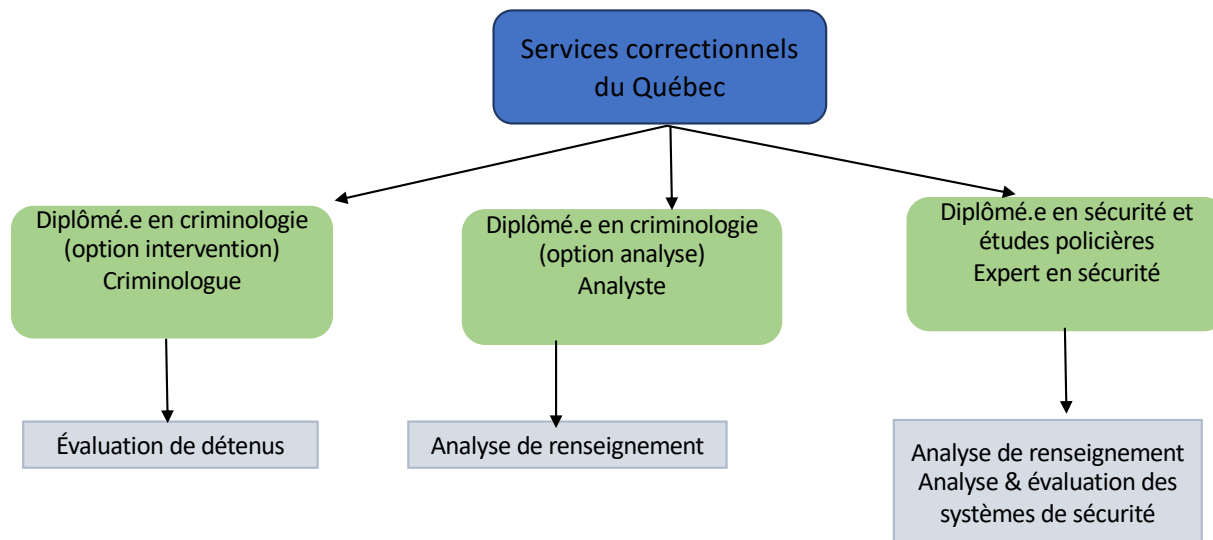 Services correctionnels
du Québec
Diplômé.e en criminologie
(option intervention)
Criminologue
Diplômé.e en criminologie
(option analyse)
Analyste
Diplômé.e en sécurité et
études policières
Expert en sécurité
Évaluation de détenus
Analyse de renseignement
Analyse de renseignement
Analyse & évaluation des
systèmes de sécurité